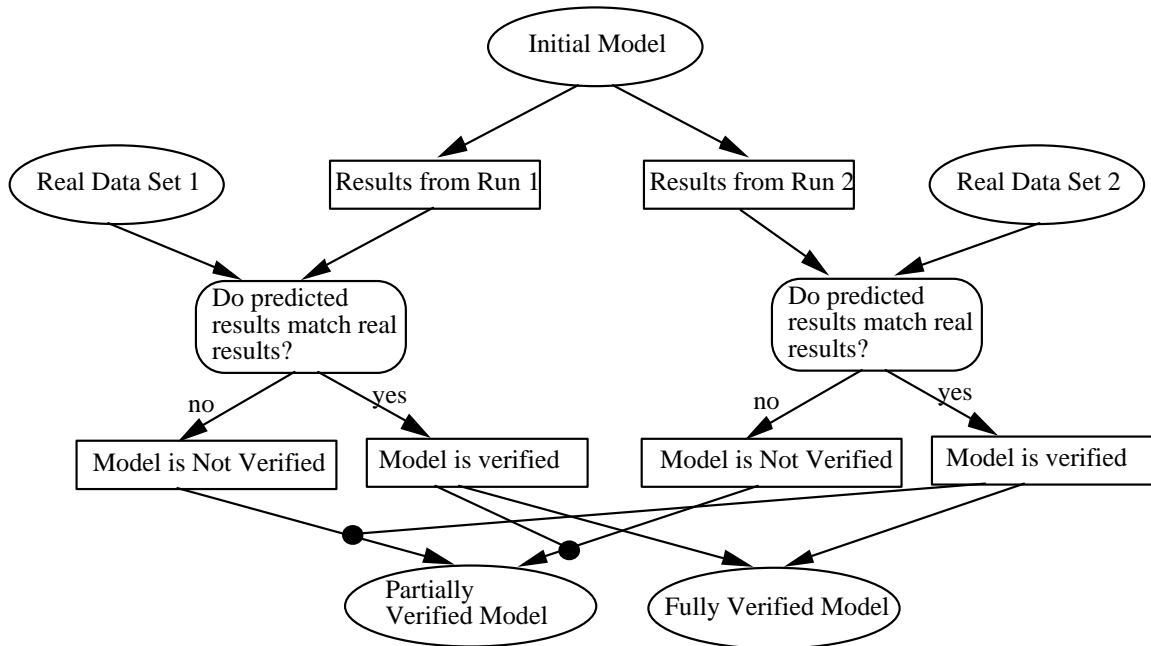 Initial Model
Real Data Set 1
Results from Run 1
Results from Run 2
Real Data Set 2
Do predicted
results match real
results?
Do predicted
results match real
results?
no
yes
no
yes
Model is Not Verified
Model is verified
Model is Not Verified
Model is verified
Partially
Verified Model
Fully Verified Model